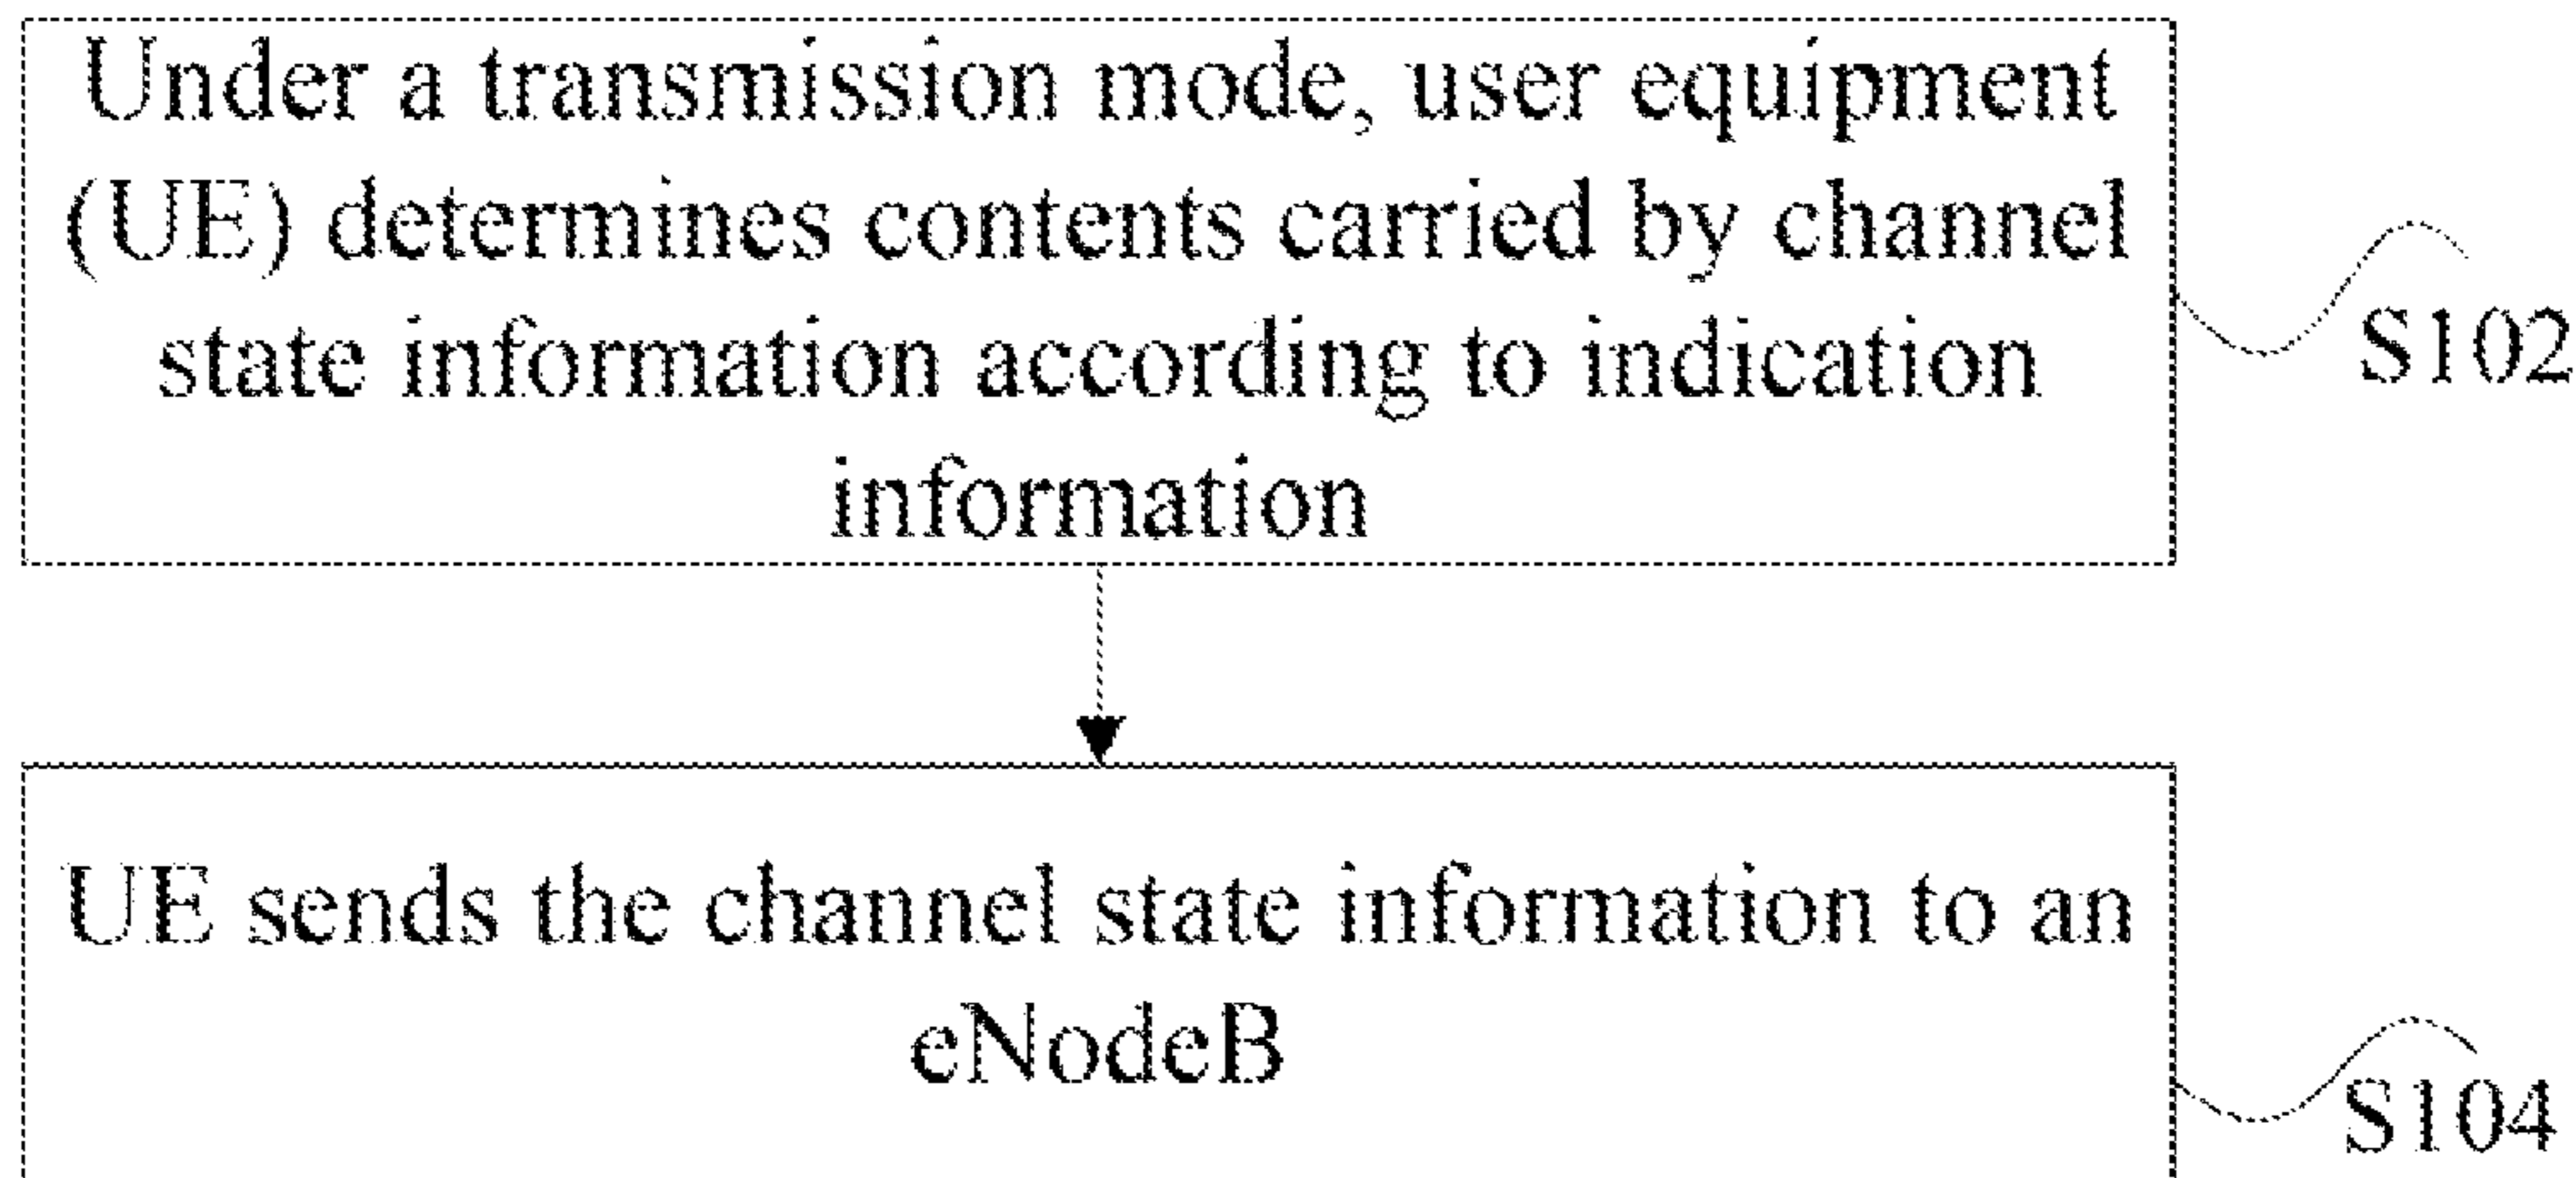 Under a transmission mode, user equipment
(UE) determines contents carried by channel
state information according to indication
information
S102
UE sends the channel state information to an
eNodeB
S104